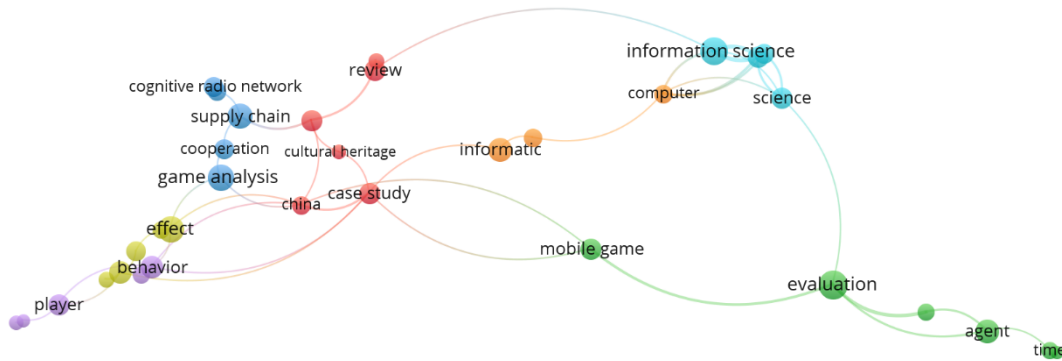 information science
review
cognitive radio network
computer
science
supply chain
cooperation
cultural heritage
informatic
game analysis
case study
china
effect
mobile game
behavior
evaluation
player
agent
time